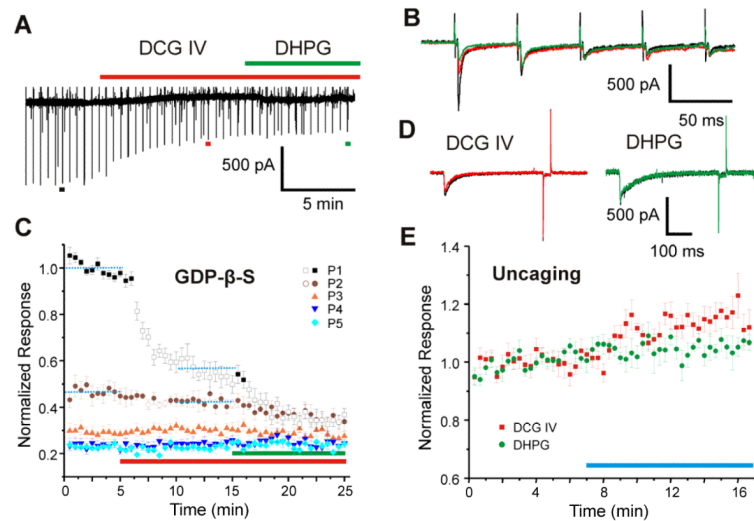 A
DCG IV
DHPG
500 pA
5 min
B
500 pA
50 ms
D
DCG IV
DHPG
500 pA
100 ms
C
GDP-β-S
P1
P2
P3
P4
P5
Normalized Response
1.0
0.8
0.6
0.4
0.2
0 5 10 15 20 25
Time (min)
E
Uncaging
Normalized Response
1.4
1.2
1.0
0.8
0.6
DCG IV
DHPG
0 4 8 12 16
Time (min)